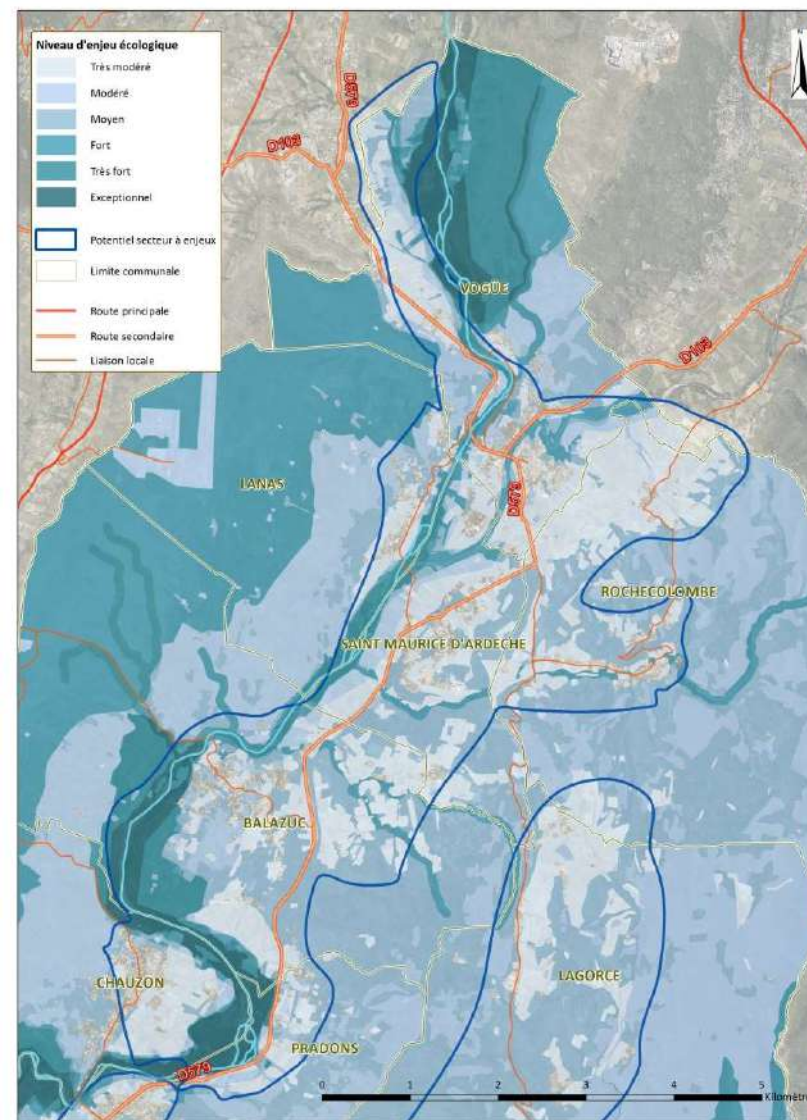 Niveau d'enjeu écologique
Très modéré
Modéré
Moyen
Fort
Très fort
Exceptionnel
Potentiel secteur à enjeux
Limite communale
Route principale
Route secondaire
Liaison locale
D579
D103
VOGÜE
D103
LANAS
D579
ROCHECOLOMBE
SAINT MAURICE D'ARDECHE
BALAZUC
CHAUZON
LAGORCE
PRADONS
D579
0 1 2 3 4 5
Kilomètr